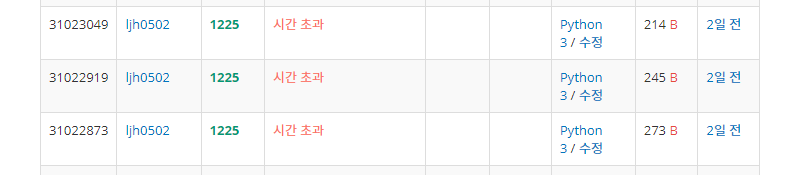 31023049 ljh0502 1225 시간 초과 Python 214 B 2일 전
3 / 수정
31022919 ljh0502 1225 시간 초과 Python 245 B 2일 전
3 / 수정
31022873 ljh0502 1225 시간 초과 Python 273 B 2일 전
3 / 수정